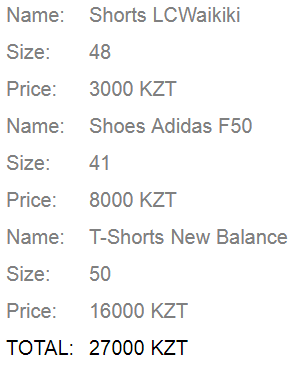 Name: Shorts LCWaikiki
Size: 48
Price: 3000 KZT
Name: Shoes Adidas F50
Size: 41
Price: 8000 KZT
Name: T-Shorts New Balance
Size: 50
Price: 16000 KZT
TOTAL: 27000 KZT